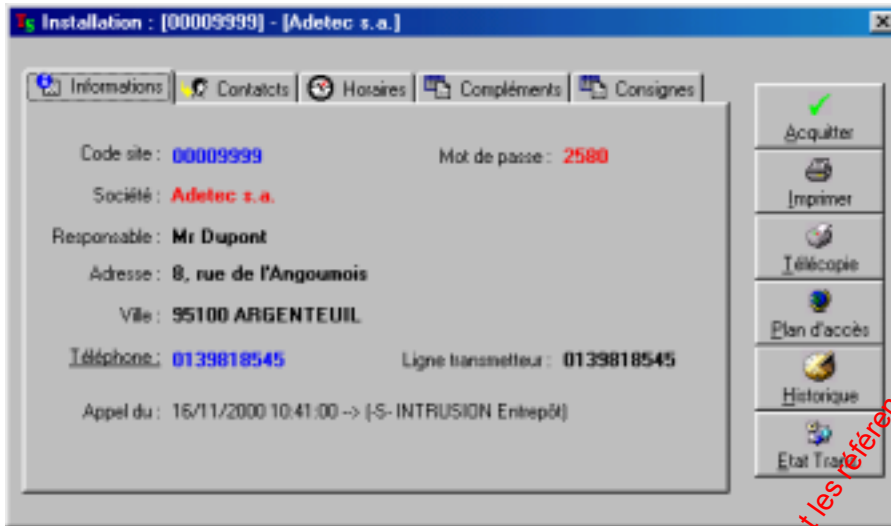 TS Installation : [00009999] - [Adetec s.a.]
Informations Contatcts Horaires Compléments Consignes
Code site : 00009999 Mot de passe : 2580
Société : Adetec s.a.
Responsable : Mr Dupont
Adresse : 8, rue de l'Angoumois
Ville : 95100 ARGENTEUIL
Téléphone : 0139818545 Ligne transmetteur : 0139818545
Appel du : 16/11/2000 10:41:00 --> (-S- INTRUSION Entrepôt)
Acquitter
Imprimer
Télécopie
Plan d'accès
Historique
Etat
les